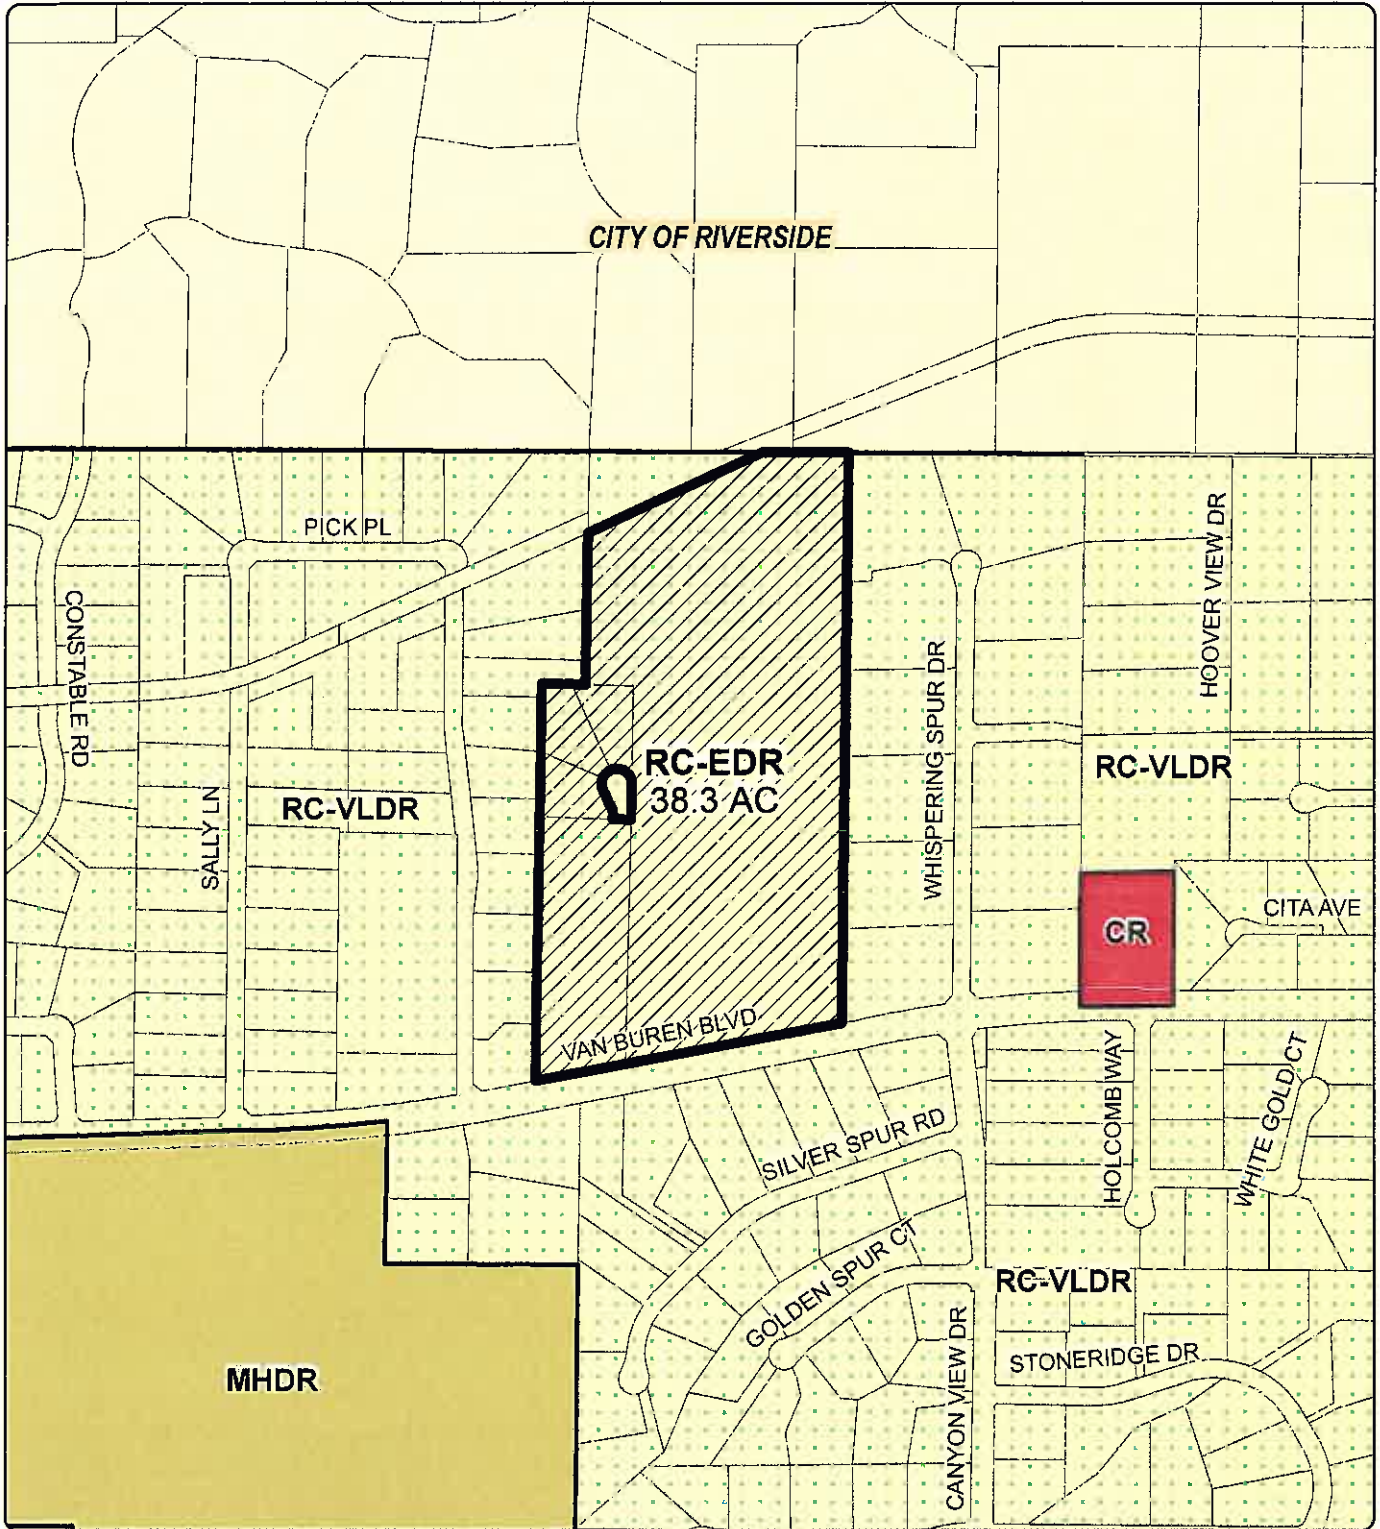 CITY OF RIVERSIDE
PICK PL
CONSTABLE RD
SALLY LN
RC-VLDR
RC-EDR
38.3 AC
WHISPERING SPUR DR
HOOVER VIEW DR
RC-VLDR
CR
CITA AVE
VAN BUREN BLVD
SILVER SPUR RD
HOLCOMB WAY
WHITE GOLD CT
GOLDEN SPUR CT
RC-VLDR
CANYON VIEW DR
STONERIDGE DR
MHDR